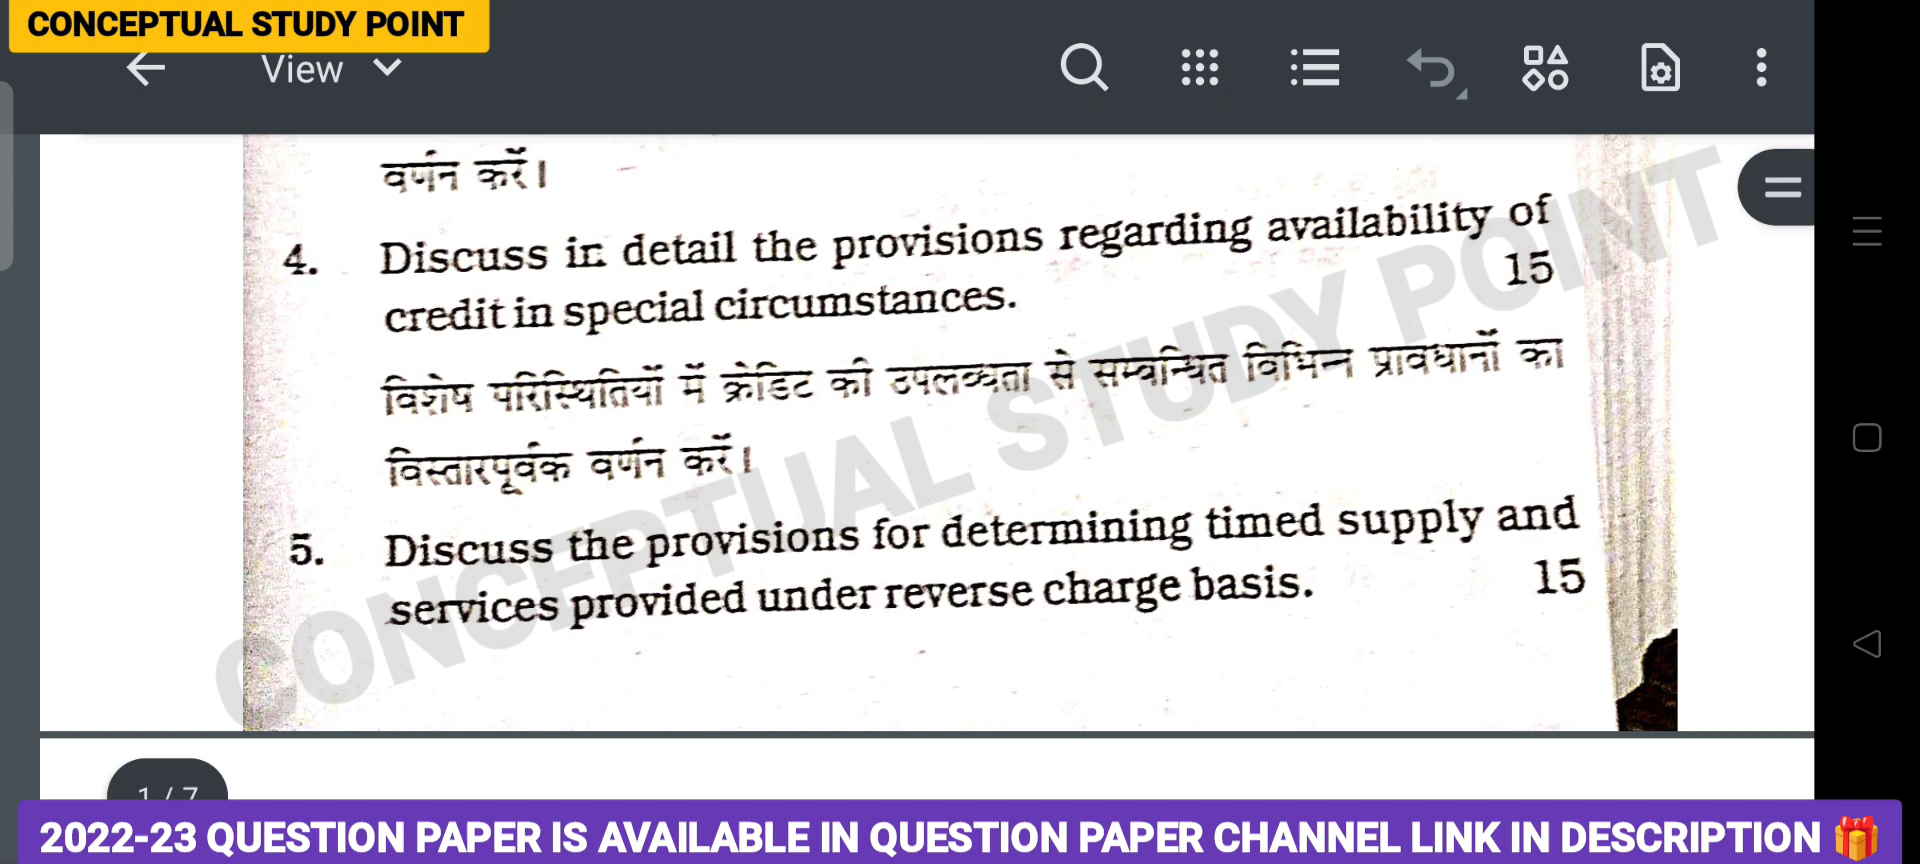 CONCEPTUAL STUDY POINT
View
वर्णन करें।
4. Discuss in detail the provisions regarding availability of
credit in special circumstances. 15
विशेष परिस्थितियों में क्रेडिट की उपलब्धता से सम्बन्धित विभिन्न प्रावधानों का
विस्तारपूर्वक वर्णन करें।
5. Discuss the provisions for determining timed supply and
services provided under reverse charge basis. 15
CONCEPTUAL STUDY POINT
1 / 7
2022-23 QUESTION PAPER IS AVAILABLE IN QUESTION PAPER CHANNEL LINK IN DESCRIPTION